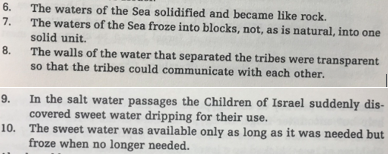 6. The waters of the Sea solidified and became like rock.
7. The waters of the Sea froze into blocks, not, as is natural, into one
solid unit.
8. The walls of the water that separated the tribes were transparent
so that the tribes could communicate with each other.
9. In the salt water passages the Children of Israel suddenly dis-
covered sweet water dripping for their use.
10. The sweet water was available only as long as it was needed but
froze when no longer needed.